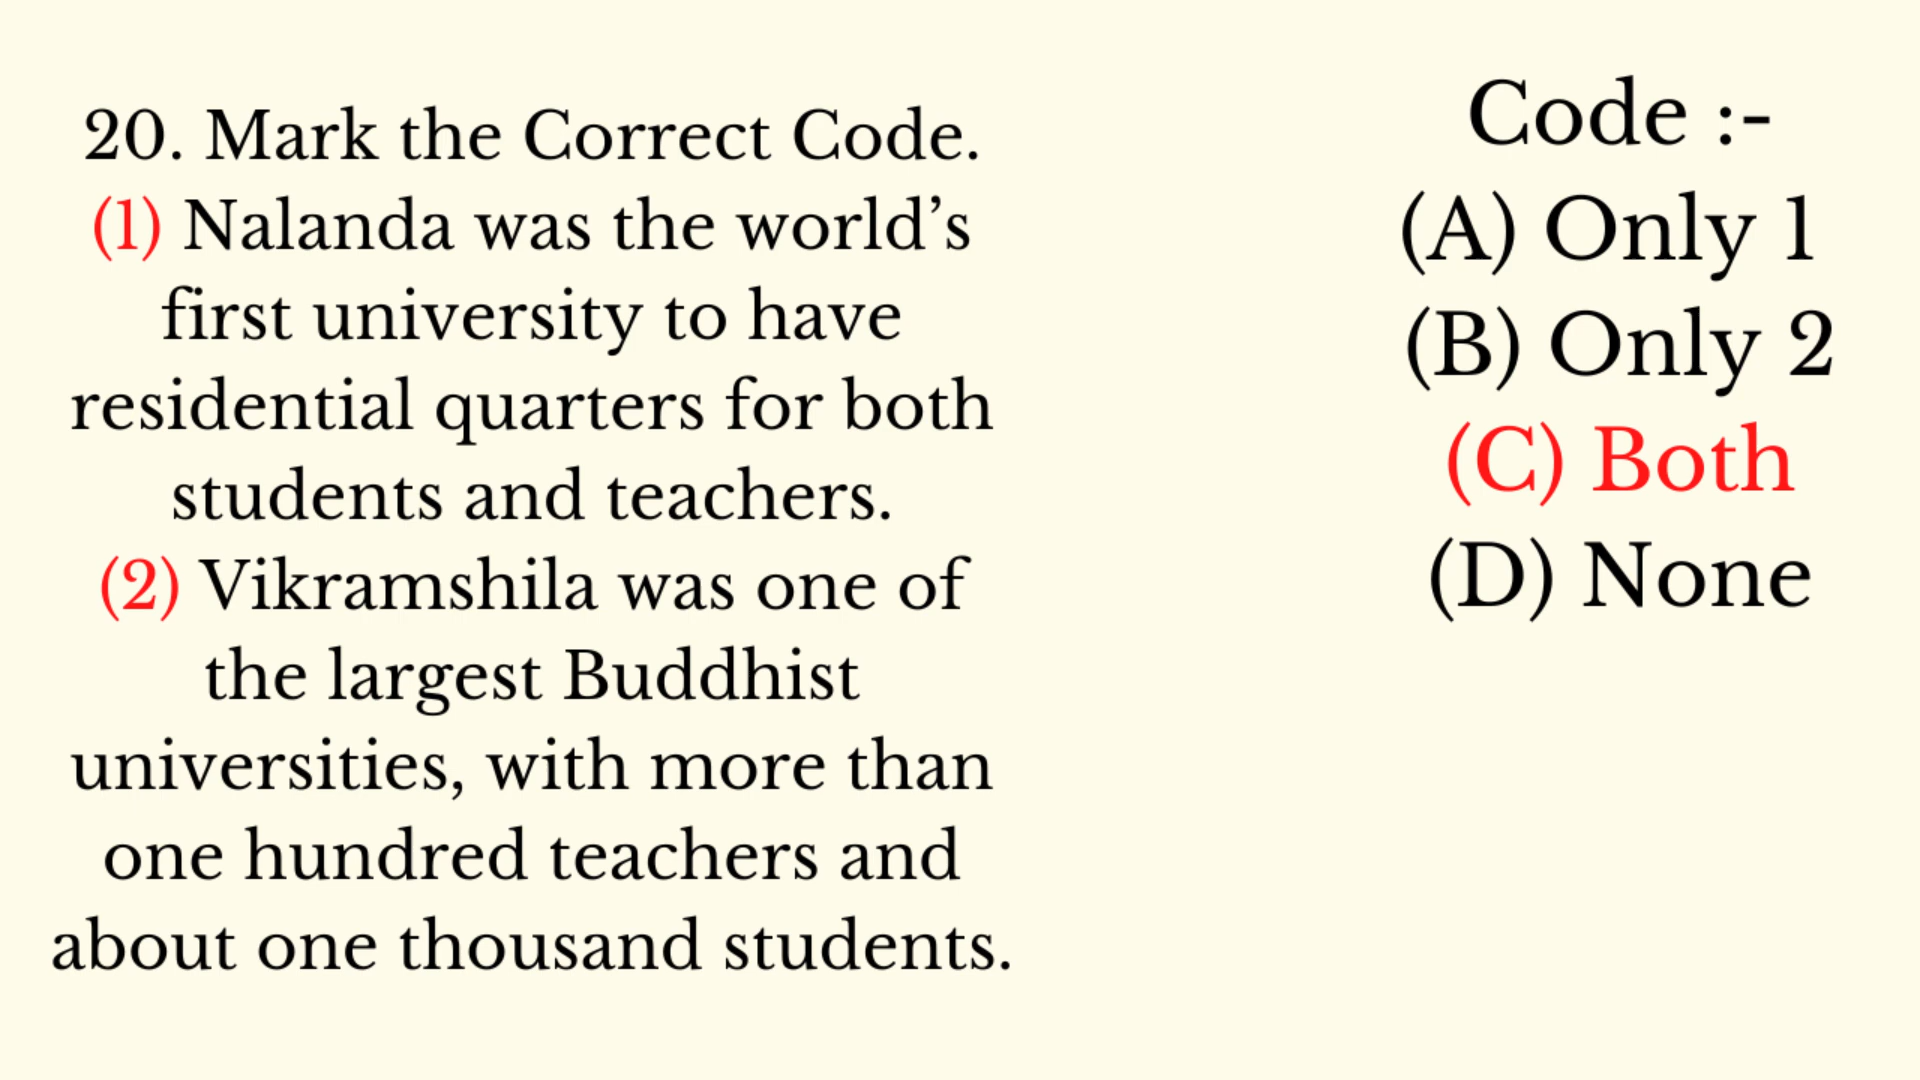 20. Mark the Correct Code.
(1) Nalanda was the world’s
first university to have
residential quarters for both
students and teachers.
(2) Vikramshila was one of
the largest Buddhist
universities, with more than
one hundred teachers and
about one thousand students.
Code :-
(A) Only 1
(B) Only 2
(C) Both
(D) None